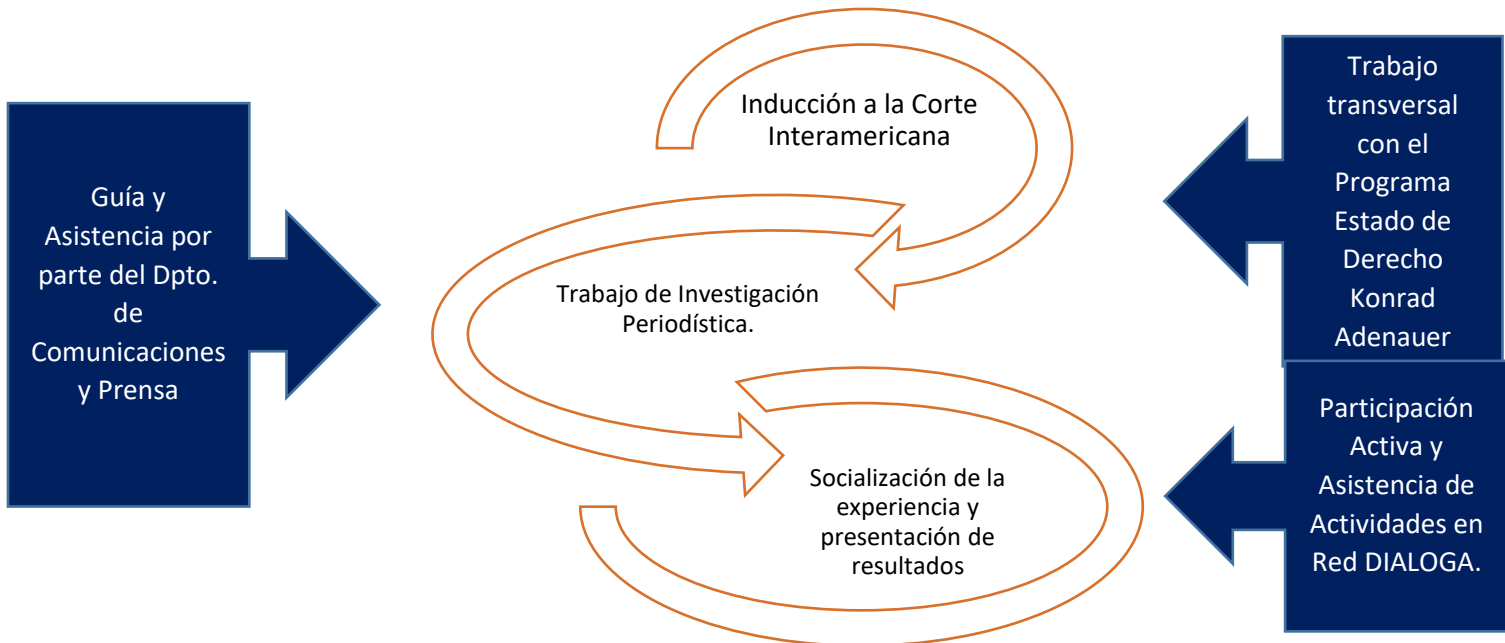 Guía y
Asistencia por
parte del Dpto.
de
Comunicaciones
y Prensa
Inducción a la Corte
Interamericana
Trabajo de Investigación
Periodística.
Socialización de la
experiencia y
presentación de
resultados
Trabajo
transversal
con el
Programa
Estado de
Derecho
Konrad
Adenauer
Participación
Activa y
Asistencia de
Actividades en
Red DIALOGA.